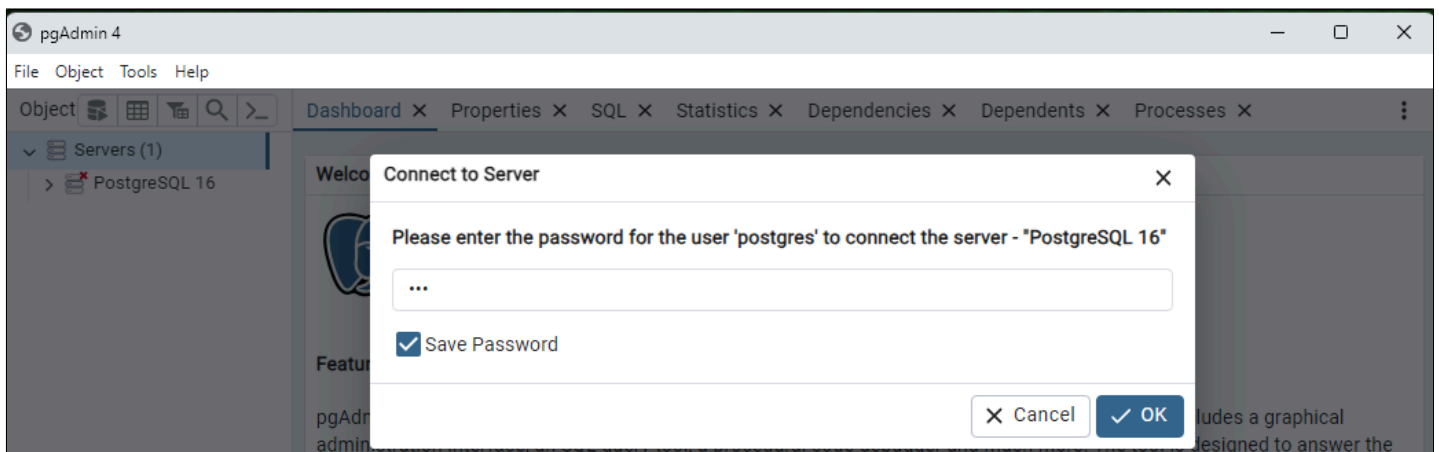 pgAdmin 4
File Object Tools Help
Object Dashboard Properties SQL Statistics Dependencies Dependents Processes
Servers (1)
PostgreSQL 16
Welco
Connect to Server
Please enter the password for the user 'postgres' to connect the server - "PostgreSQL 16"
•••
Save Password
Featur
Cancel OK
pgAdr ludes a graphical
designed to answer the